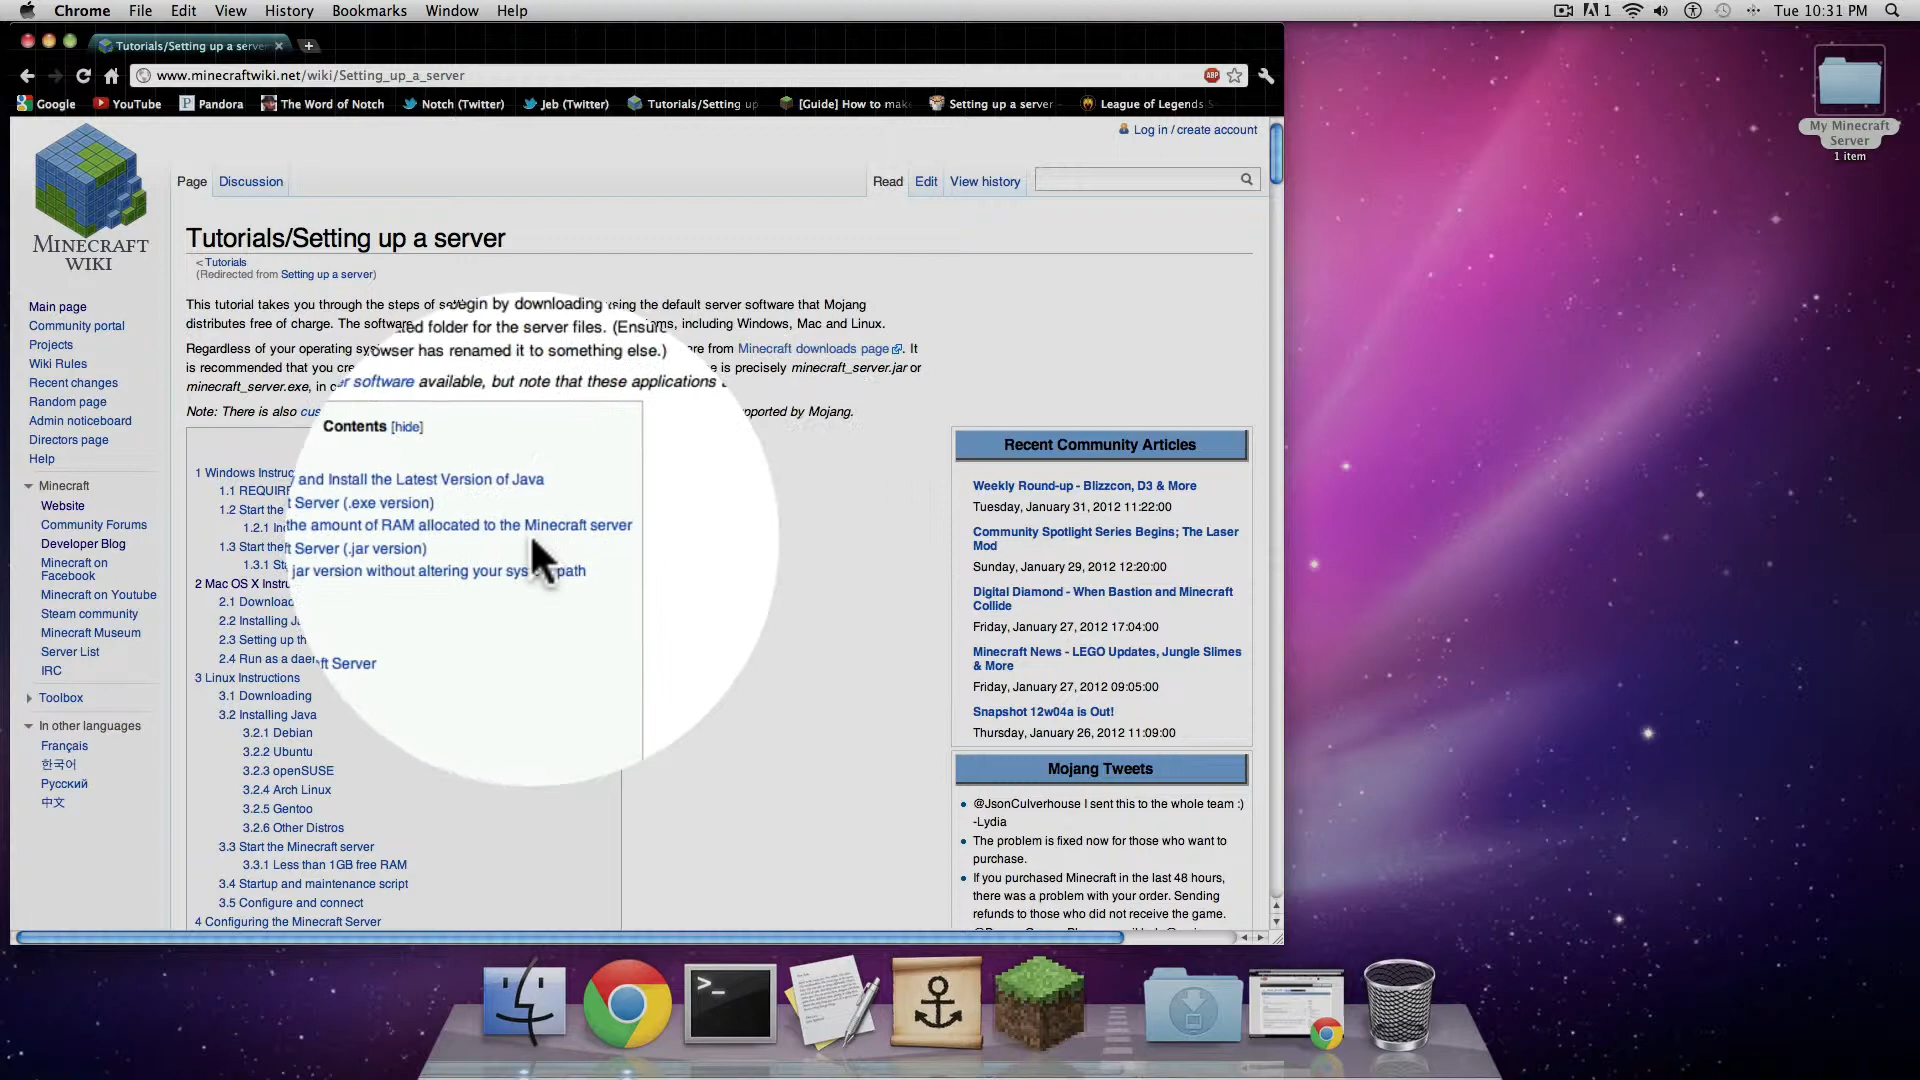 Chrome File Edit View History Bookmarks Window Help 1 Tue 10:31 PM
Tutorials/Setting up a serve
www.minecraftwiki.net/wiki/Setting_up_a_server
ABP
Google YouTube Pandora The Word of Notch Notch (Twitter) Jeb (Twitter) Tutorials/Setting up [Guide] How to make Setting up a server League of Legends S
My Minecraft
Server
1 item
Log in / create account
Page Discussion Read Edit View history
MINECRAFT
WIKI
Main page
Community portal
Projects
Wiki Rules
Recent changes
Random page
Admin noticeboard
Directors page
Help
Minecraft
Website
Community Forums
Developer Blog
Minecraft on
Facebook
Minecraft on Youtube
Steam community
Minecraft Museum
Server List
IRC
Toolbox
In other languages
Français
한국어
Русский
中文
Tutorials/Setting up a server
< Tutorials
(Redirected from Setting up a server)
This tutorial takes you through the steps of using the default server software that Mojang
distributes free of charge. The software including Windows, Mac and Linux.
Regardless of your operating from Minecraft downloads page. It
is recommended that you is precisely minecraft_server.jar or
minecraft_server.exe, in
Note: There is also supported by Mojang.
begin by downloading
folder for the server files. (Ensure
has renamed it to something else.)
software available, but note that these applications
Contents [hide]
and Install the Latest Version of Java
t Server (.exe version)
the amount of RAM allocated to the Minecraft server
ft Server (.jar version)
jar version without altering your path
ft Server
1 Windows Instruc
1.1 REQUIR
1.2 Start the
1.2.1
1.3 Start the
1.3.1
2 Mac OS X Instru
2.1 Downloa
2.2 Installing
2.3 Setting up
2.4 Run as a
3 Linux Instructions
3.1 Downloading
3.2 Installing Java
3.2.1 Debian
3.2.2 Ubuntu
3.2.3 openSUSE
3.2.4 Arch Linux
3.2.5 Gentoo
3.2.6 Other Distros
3.3 Start the Minecraft server
3.3.1 Less than 1GB free RAM
3.4 Startup and maintenance script
3.5 Configure and connect
4 Configuring the Minecraft Server
Recent Community Articles
Weekly Round-up - Blizzcon, D3 & More
Tuesday, January 31, 2012 11:22:00
Community Spotlight Series Begins; The Laser
Mod
Sunday, January 29, 2012 12:20:00
Digital Diamond - When Bastion and Minecraft
Collide
Friday, January 27, 2012 17:04:00
Minecraft News - LEGO Updates, Jungle Slimes
& More
Friday, January 27, 2012 09:05:00
Snapshot 12w04a is Out!
Thursday, January 26, 2012 11:09:00
Mojang Tweets
@JsonCulverhouse I sent this to the whole team :)
-Lydia
The problem is fixed now for those who want to
purchase.
If you purchased Minecraft in the last 48 hours,
there was a problem with your order. Sending
refunds to those who did not receive the game.
>_